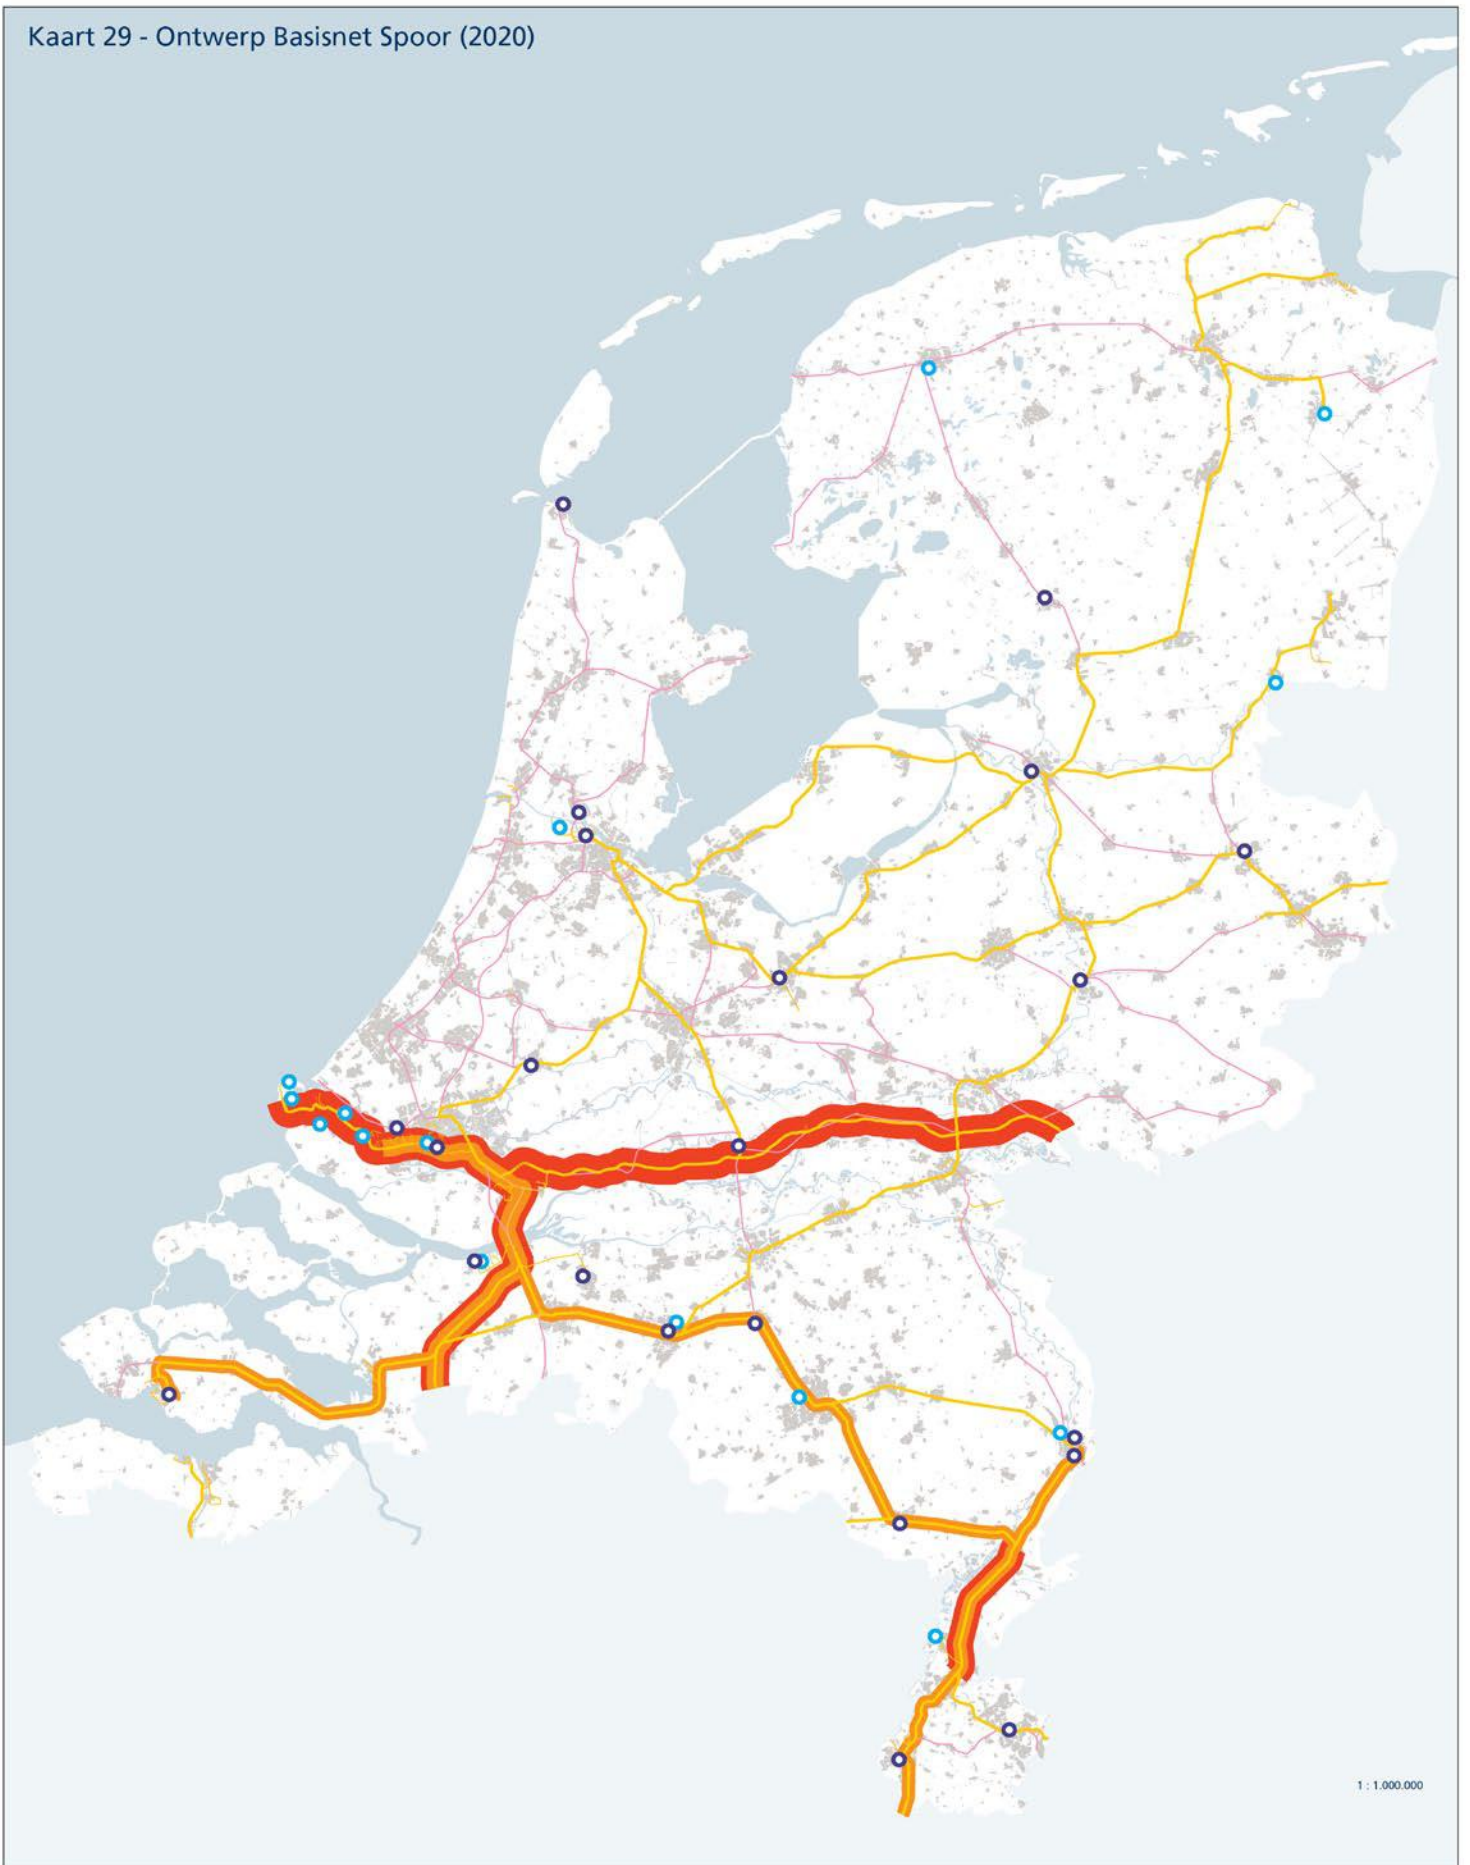 Kaart 29 - Ontwerp Basisnet Spoor (2020)
1 : 1.000.000